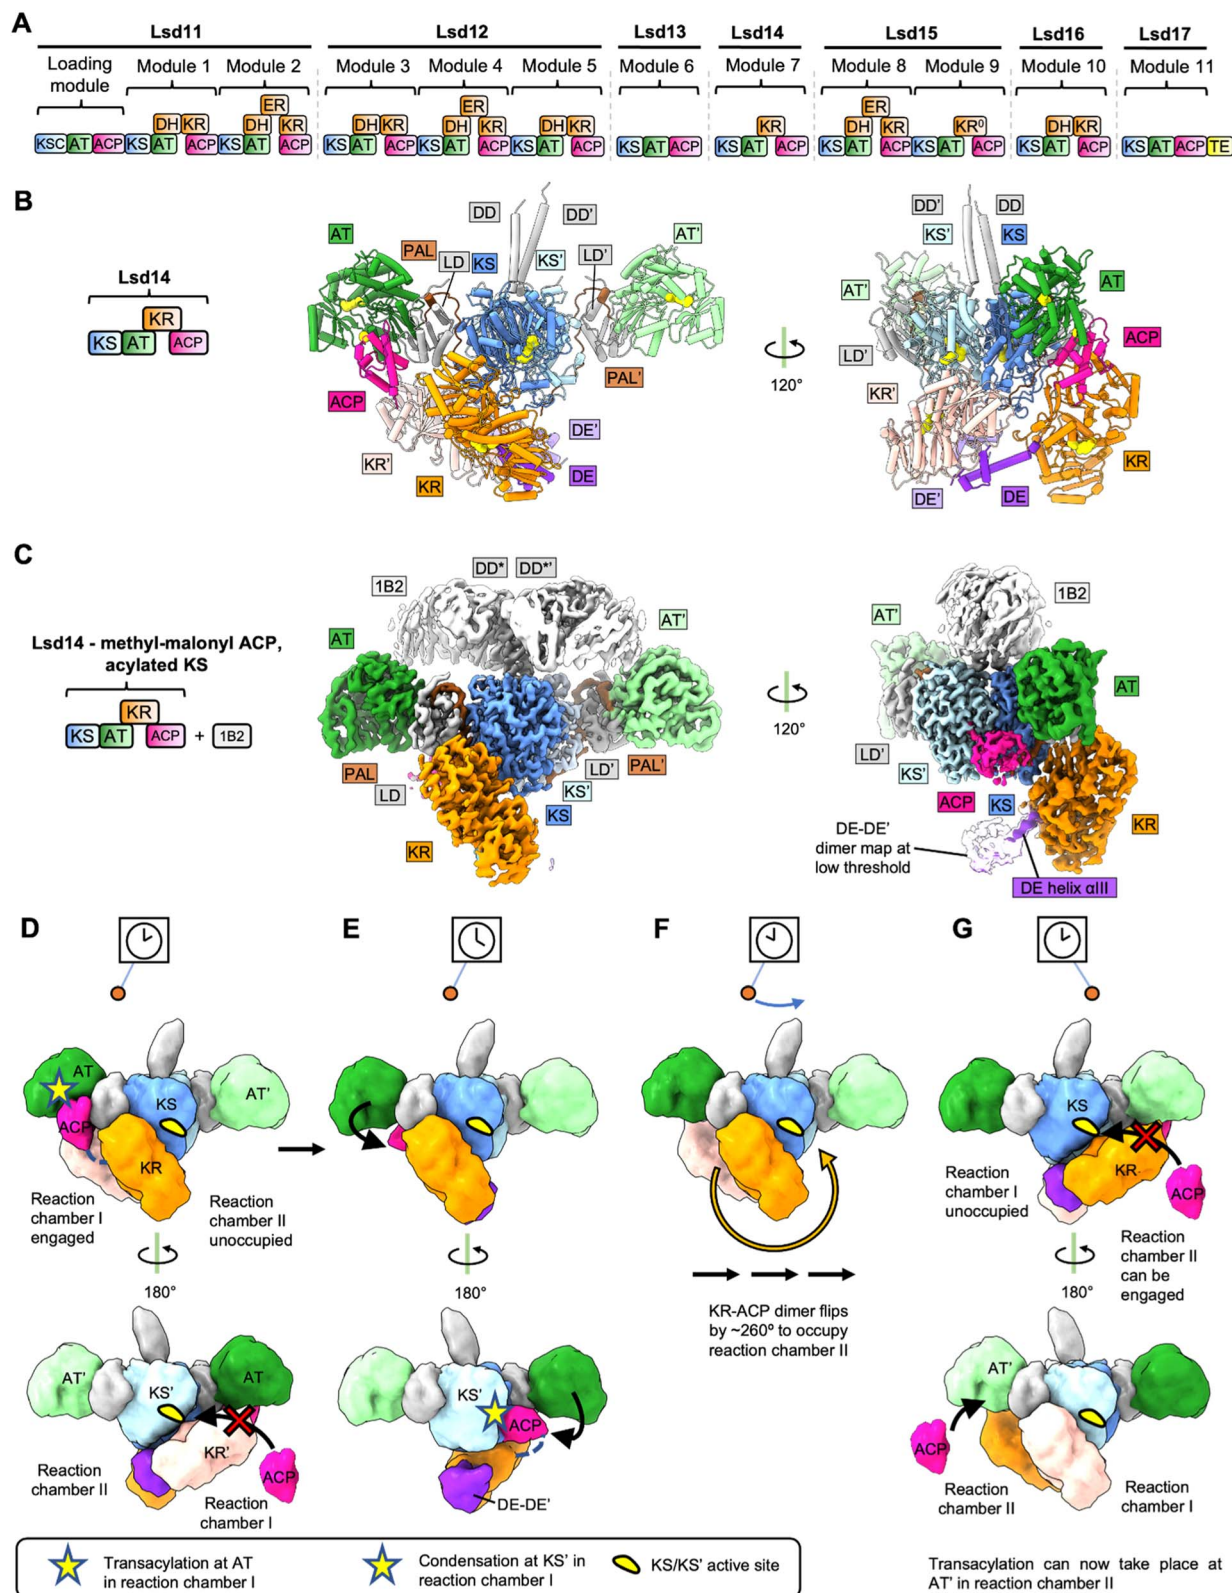 A
Lsd11 Lsd12 Lsd13 Lsd14 Lsd15 Lsd16 Lsd17
Loading
module
Module 1 Module 2 Module 3 Module 4 Module 5 Module 6 Module 7 Module 8 Module 9 Module 10 Module 11
ER ER ER
DH KR DH KR DH KR DH KR DH KR KR DH KR KR⁰ DH KR
KSC AT ACP KS AT ACP KS AT ACP KS AT ACP KS AT ACP KS AT ACP KS AT ACP KS AT ACP KS AT ACP KS AT ACP KS AT ACP KS AT ACP TE
B
Lsd14
KR
KS AT ACP
AT
PAL
LD
DD
KS
DD'
KS'
LD'
AT'
ACP
PAL'
KR'
KR
DE'
DE
120°
DD'
DD
KS'
KS
AT'
AT
LD'
ACP
KR'
KR
DE'
DE
C
Lsd14 - methyl-malonyl ACP,
acylated KS
KR
KS AT ACP + 1B2
1B2
DD*
DD*'
AT
AT'
PAL
LD
LD'
PAL'
KS'
KS
KR
120°
1B2
AT'
AT
LD'
KS'
ACP
KS
KR
DE-DE'
dimer map at
low threshold
DE helix αIII
D
AT
KS
AT'
ACP
KR
Reaction
chamber I
engaged
Reaction
chamber II
unoccupied
180°
AT'
KS'
AT
KR'
ACP
Reaction
chamber II
Reaction
chamber I
E
180°
KS'
ACP
DE-DE'
F
KR-ACP dimer flips
by ~260º to occupy
reaction chamber II
G
KS
KR
ACP
Reaction
chamber I
unoccupied
Reaction
chamber II
can be
engaged
180°
AT'
ACP
Reaction
chamber II
Reaction
chamber I
Transacylation at AT
in reaction chamber I
Condensation at KS' in
reaction chamber I
KS/KS' active site
Transacylation can now take place at
AT' in reaction chamber II